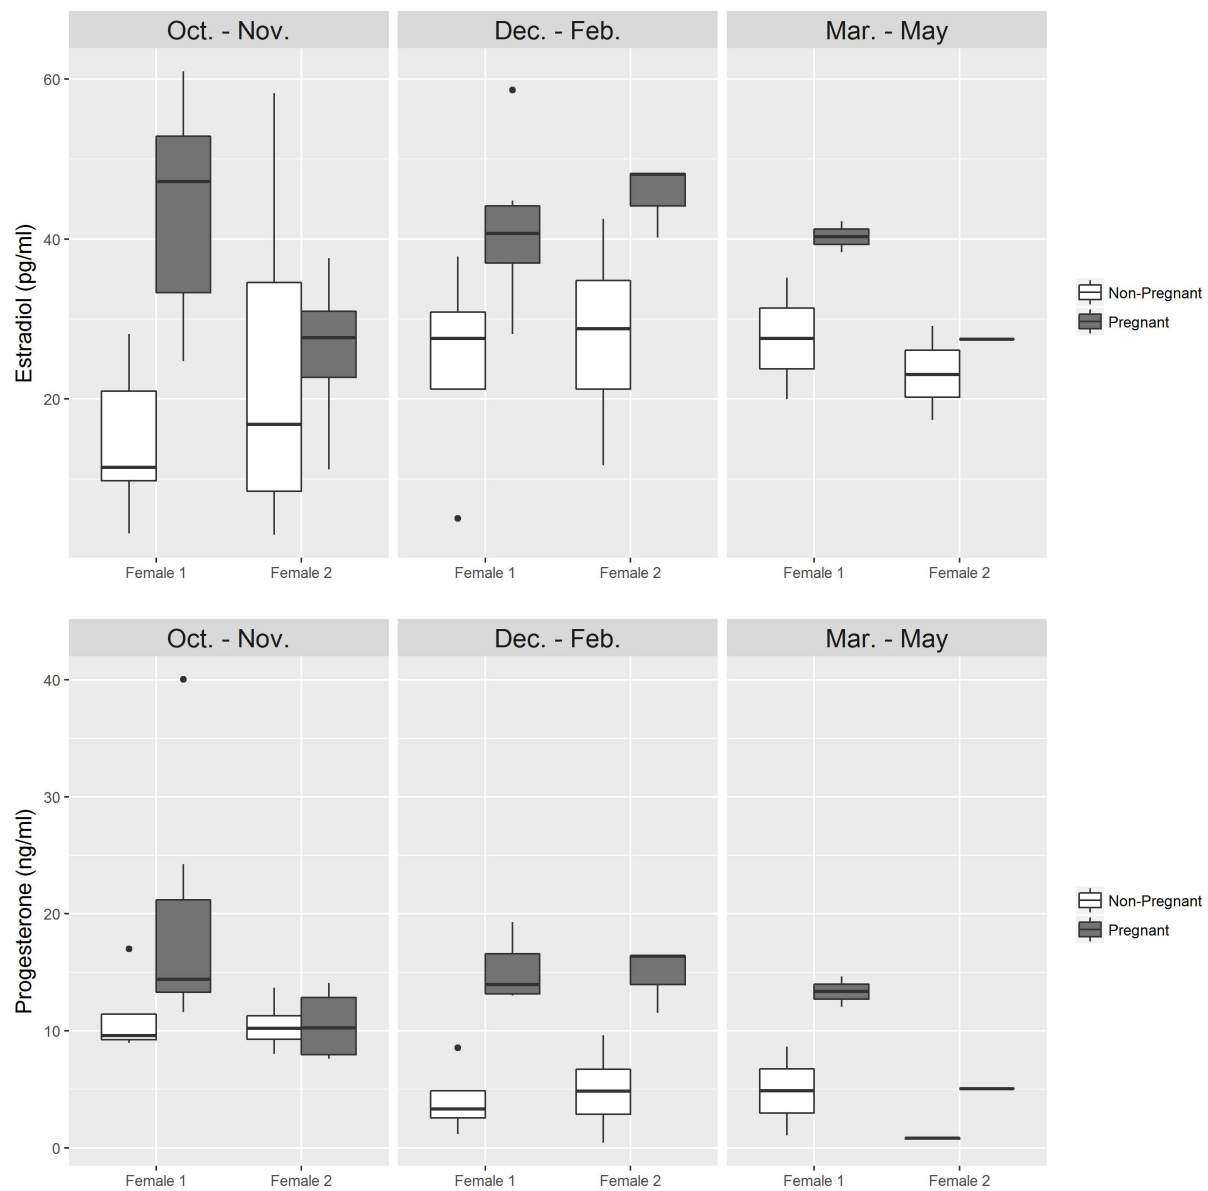 Oct. - Nov.
Dec. - Feb.
Mar. - May
Estradiol (pg/ml)
60
40
20
Female 1
Female 2
Female 1
Female 2
Female 1
Female 2
Non-Pregnant
Pregnant
Oct. - Nov.
Dec. - Feb.
Mar. - May
Progesterone (ng/ml)
40
30
20
10
0
Female 1
Female 2
Female 1
Female 2
Female 1
Female 2
Non-Pregnant
Pregnant